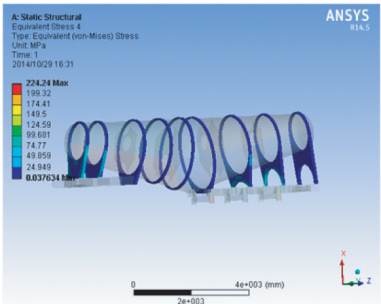 A: Static Structural
Equivalent Stress 4
Type: Equivalent (von-Mises) Stress
Unit: MPa
Time: 1
2014/10/29 16:31
ANSYS
R14.5
224.24 Max
199.32
174.41
149.5
124.59
99.681
74.77
49.859
24.949
0.037634 Min
X
Z
0
4e+003 (mm)
2e+003